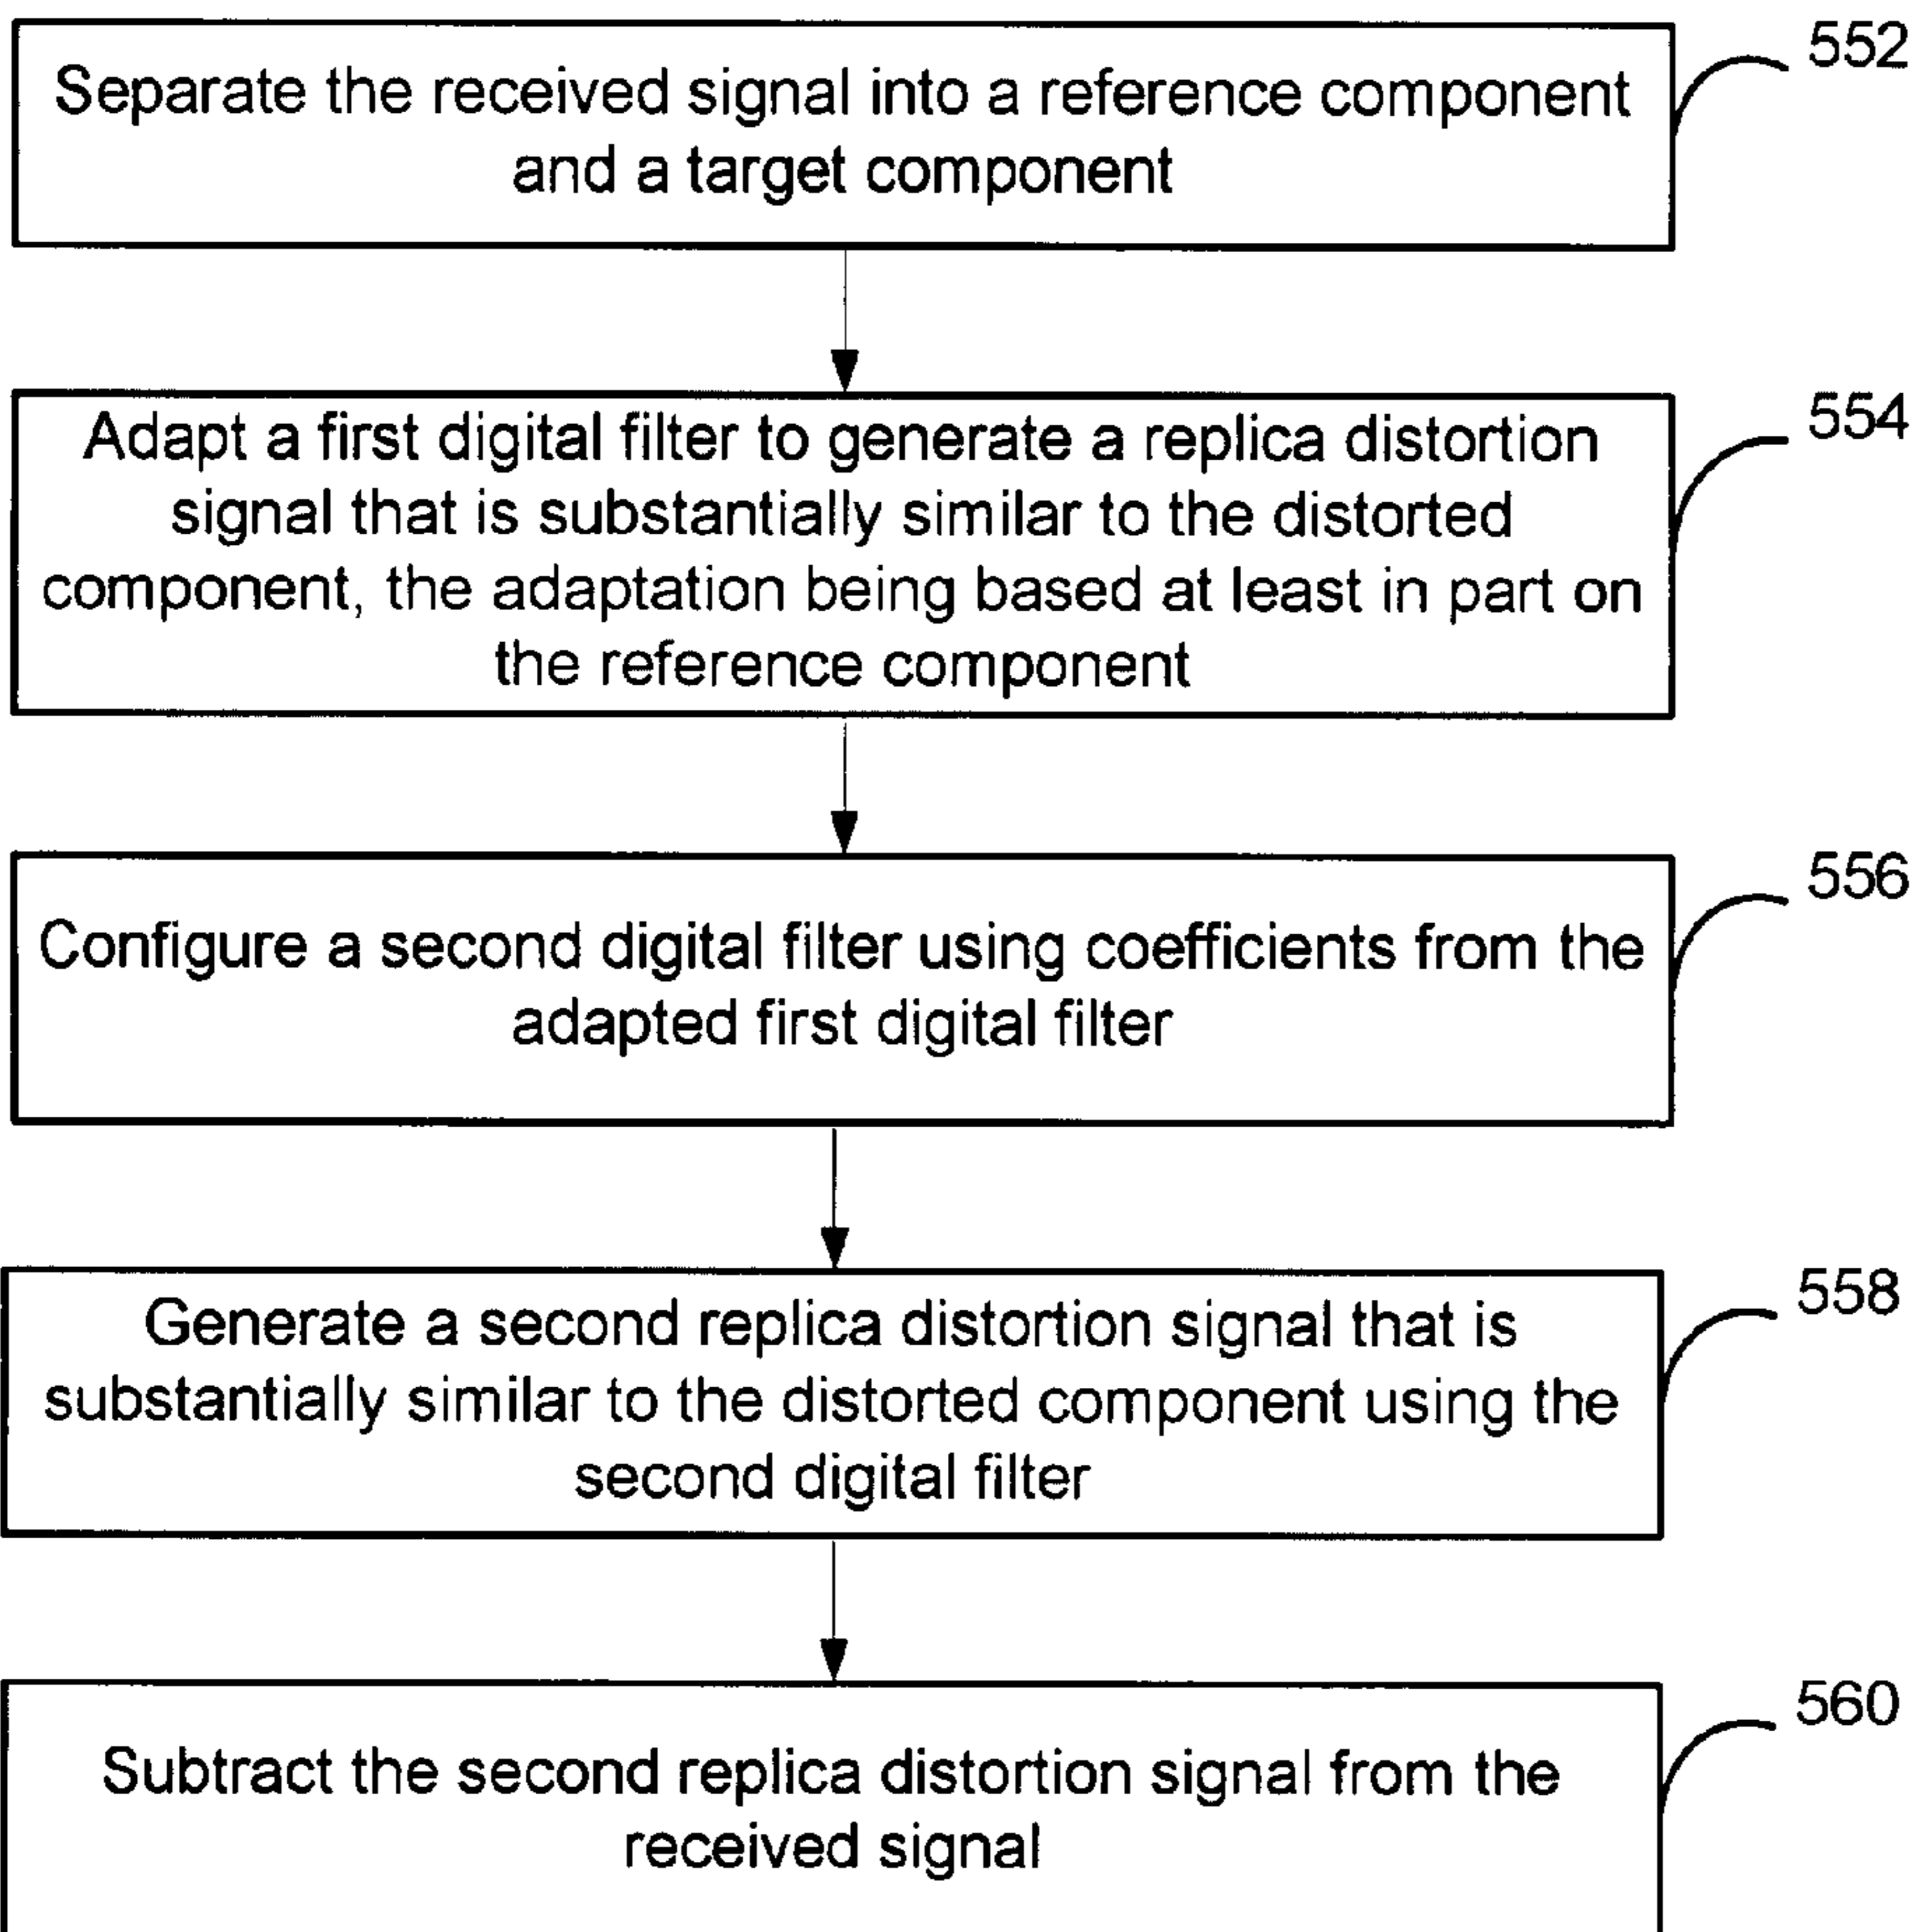 552
Separate the received signal into a reference component
and a target component
554
Adapt a first digital filter to generate a replica distortion
signal that is substantially similar to the distorted
component, the adaptation being based at least in part on
the reference component
556
Configure a second digital filter using coefficients from the
adapted first digital filter
558
Generate a second replica distortion signal that is
substantially similar to the distorted component using the
second digital filter
560
Subtract the second replica distortion signal from the
received signal